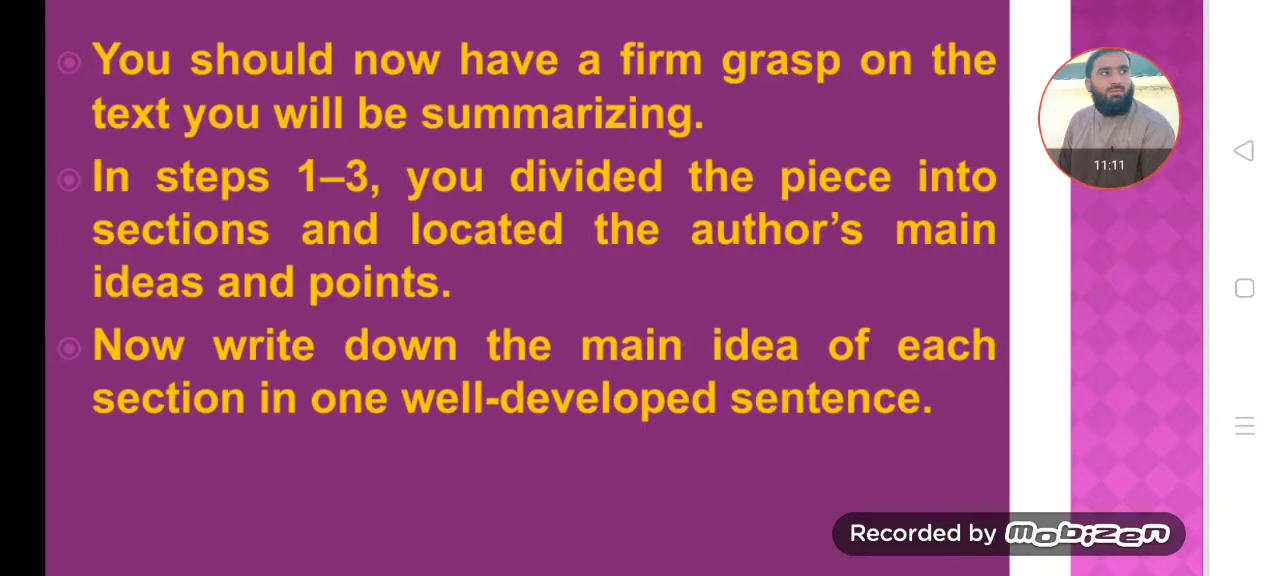 You should now have a firm grasp on the
text you will be summarizing.
In steps 1–3, you divided the piece into
sections and located the author’s main
ideas and points.
Now write down the main idea of each
section in one well-developed sentence.
11:11
Recorded by mobizen